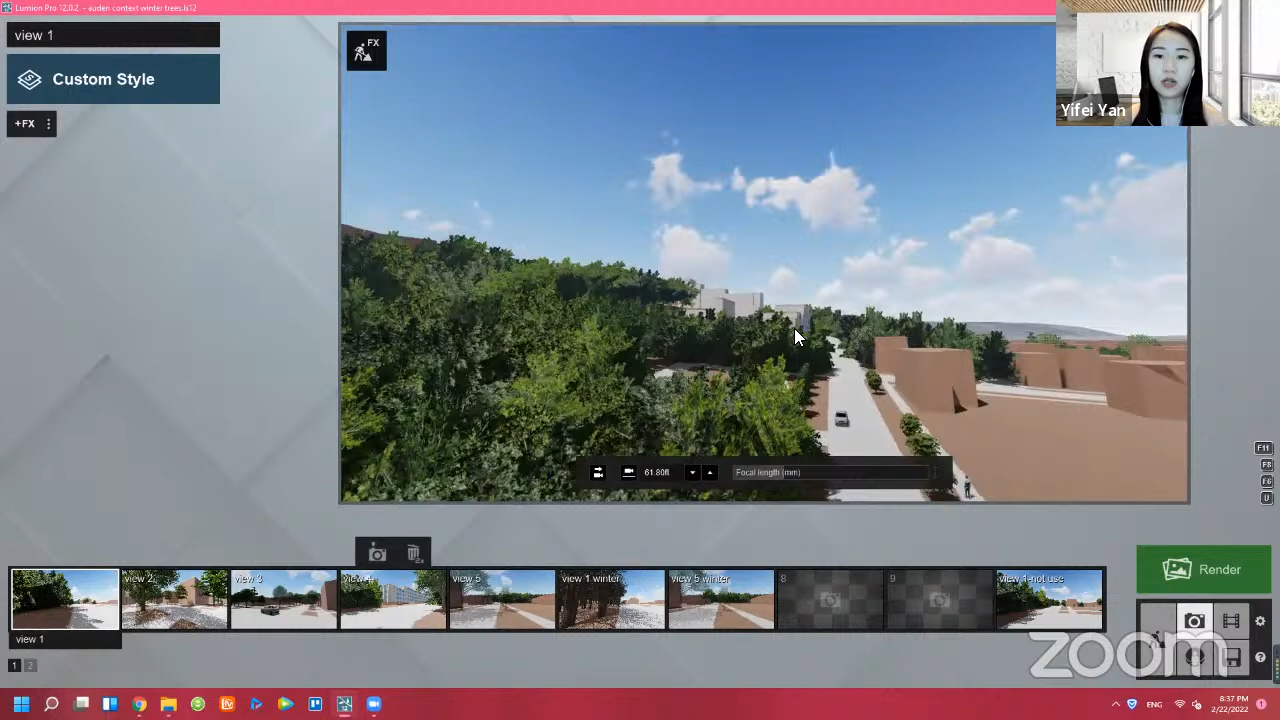 Lumion Pro 12.0.2 - auden context winter trees.ls12
view 1
Custom Style
+FX
FX
Yifei Yan
61.80ft
Focal length (mm)
F11
F8
F6
U
view 2
view 3
view 4
view 5
view 1 winter
view 5 winter
8
9
view 1-not use
Render
view 1
1
2
zoom
ENG
8:37 PM
2/22/2022
1